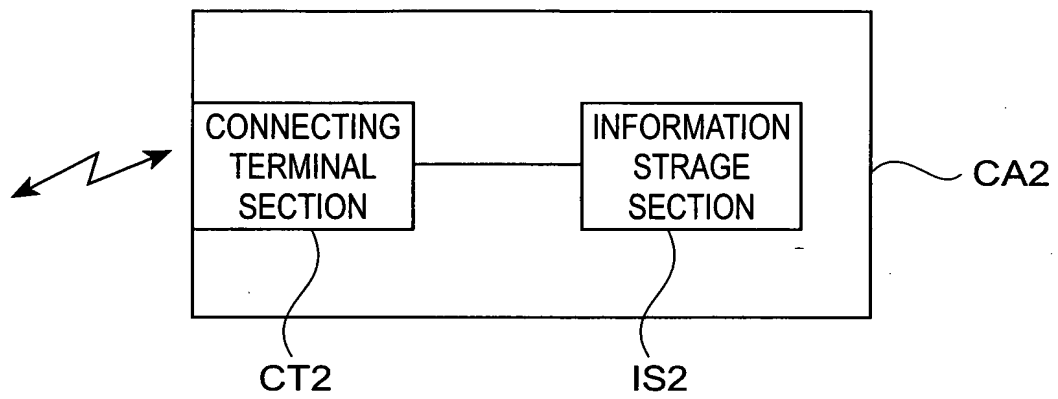 CONNECTING
TERMINAL
SECTION
INFORMATION
STRAGE
SECTION
CA2
CT2
IS2